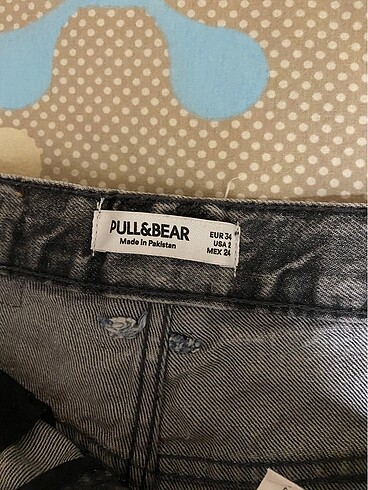 PULL&BEAR
Made in Pakistan
EUR 34
USA 2
MEX 24